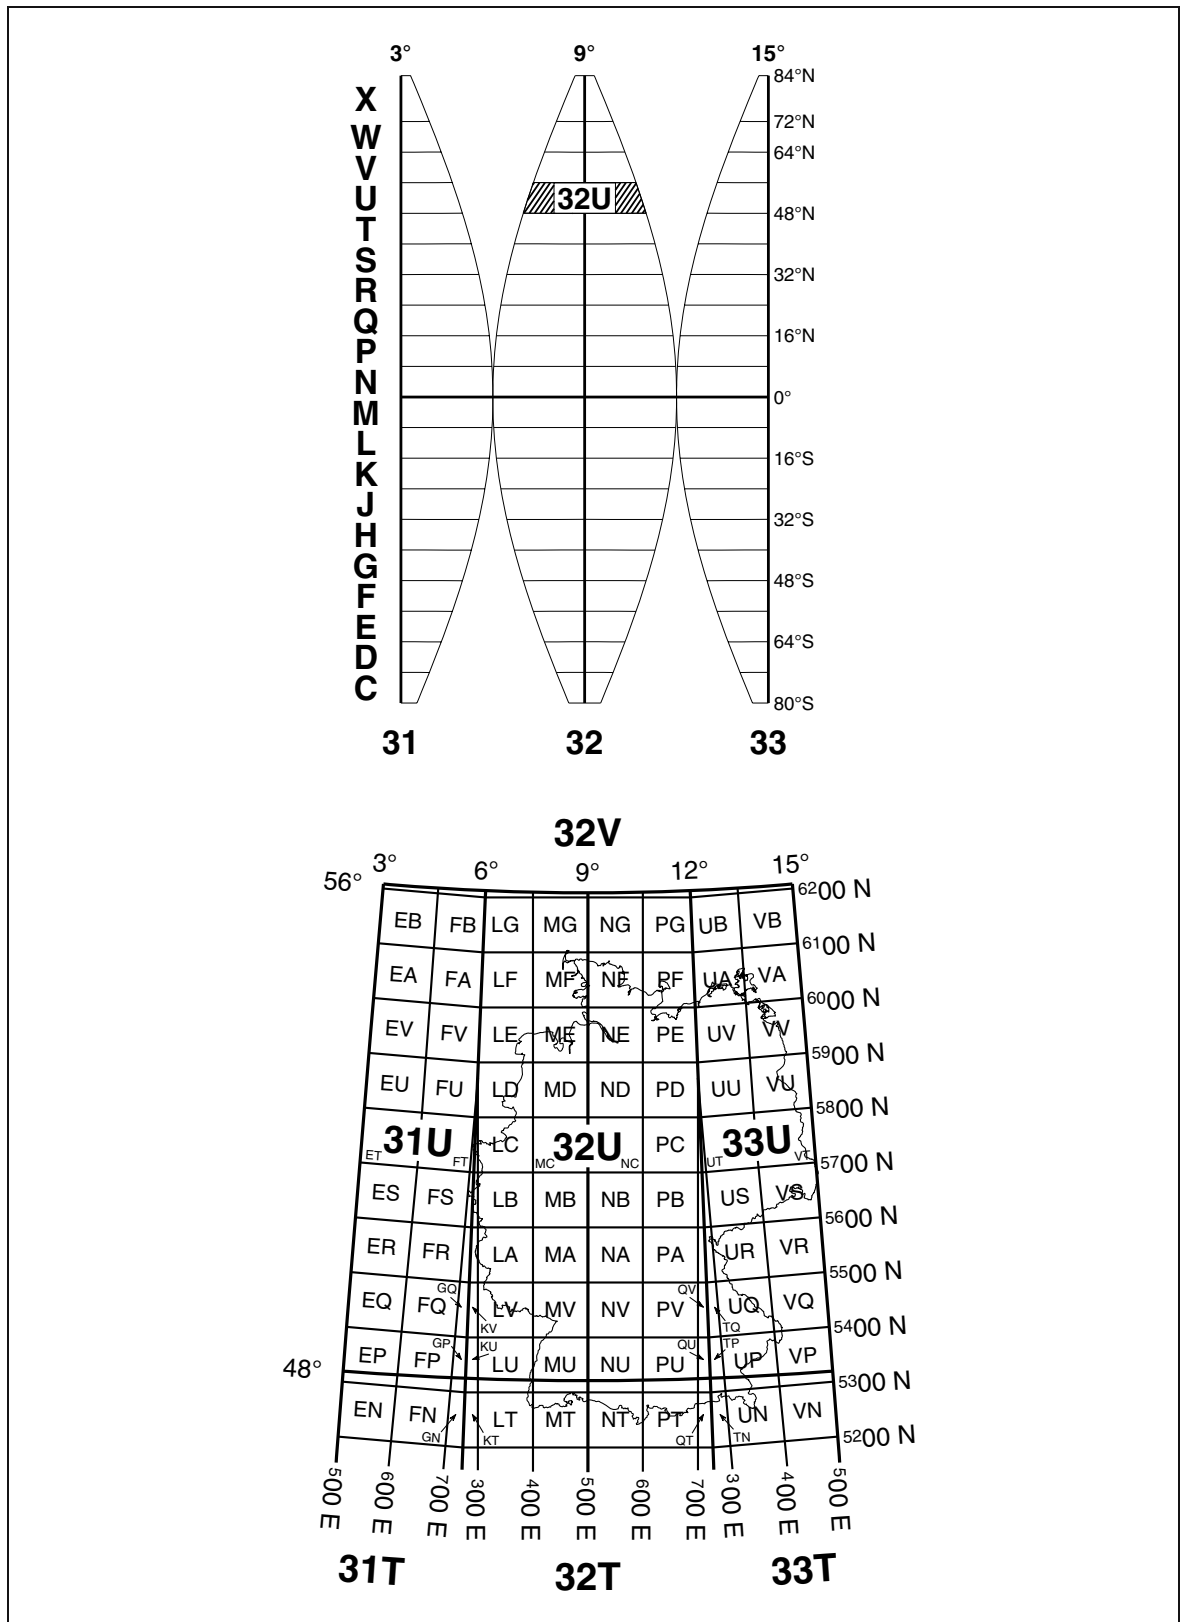 3° 9° 15°
84°N
X
72°N
W
64°N
V
U 32U
48°N
T
S
32°N
R
Q
16°N
P
N
0°
M
L
16°S
K
J
32°S
H
G
48°S
F
E
64°S
D
C
80°S
31 32 33
32V
3° 6° 9° 12° 15°
56°
6200 N
EB FB LG MG NG PG UB VB
6100 N
EA FA LF MF NF PF UA VA
6000 N
EV FV LE ME NE PE UV VV
5900 N
EU FU LD MD ND PD UU VU
5800 N
31U LC 32U PC 33U
ET FT MC NC UT VT
5700 N
ES FS LB MB NB PB US VS
5600 N
ER FR LA MA NA PA UR VR
5500 N
GQ QV
EQ FQ LV MV NV PV UQ VQ
KV TQ
5400 N
GP KU QU TP
EP FP LU MU NU PU UP VP
48°
5300 N
EN FN LT MT NT PT UN VN
GN KT QT TN
5200 N
500 E 600 E 700 E 300 E 400 E 500 E 600 E 700 E 300 E 400 E 500 E
31T 32T 33T